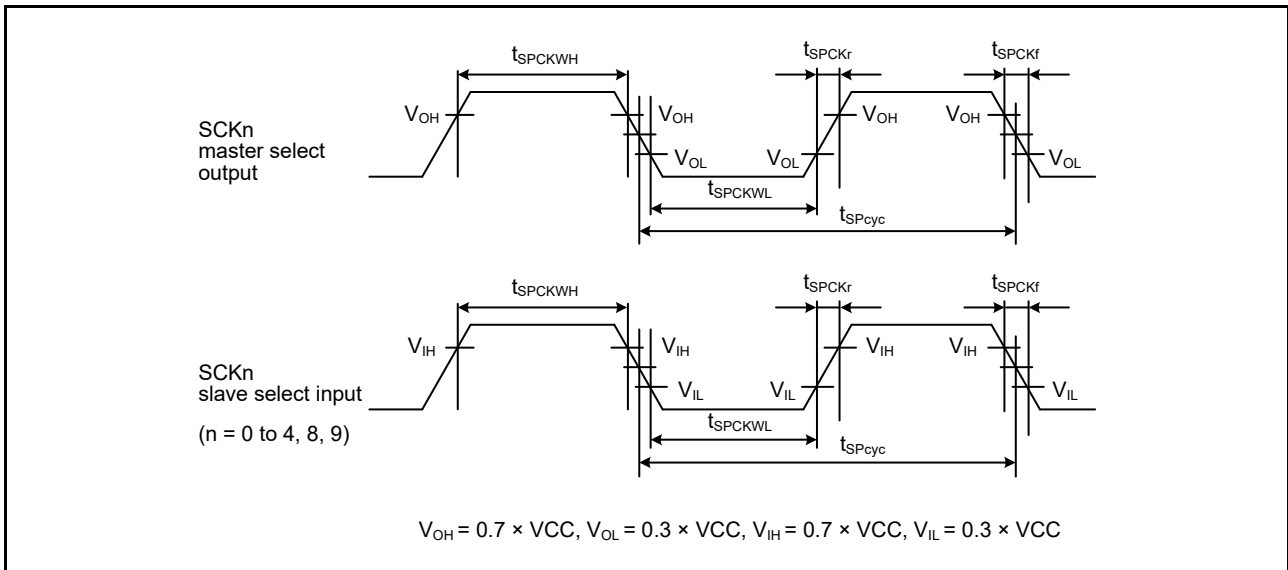 tSPCKWH
tSPCKr
tSPCKf
VOH
VOH
VOH
VOH
SCKn
master select
output
VOL
VOL
VOL
tSPCKWL
tSPcyc
tSPCKWH
tSPCKr
tSPCKf
VIH
VIH
VIH
VIH
SCKn
slave select input
(n = 0 to 4, 8, 9)
VIL
VIL
VIL
tSPCKWL
tSPcyc
VOH = 0.7 × VCC, VOL = 0.3 × VCC, VIH = 0.7 × VCC, VIL = 0.3 × VCC